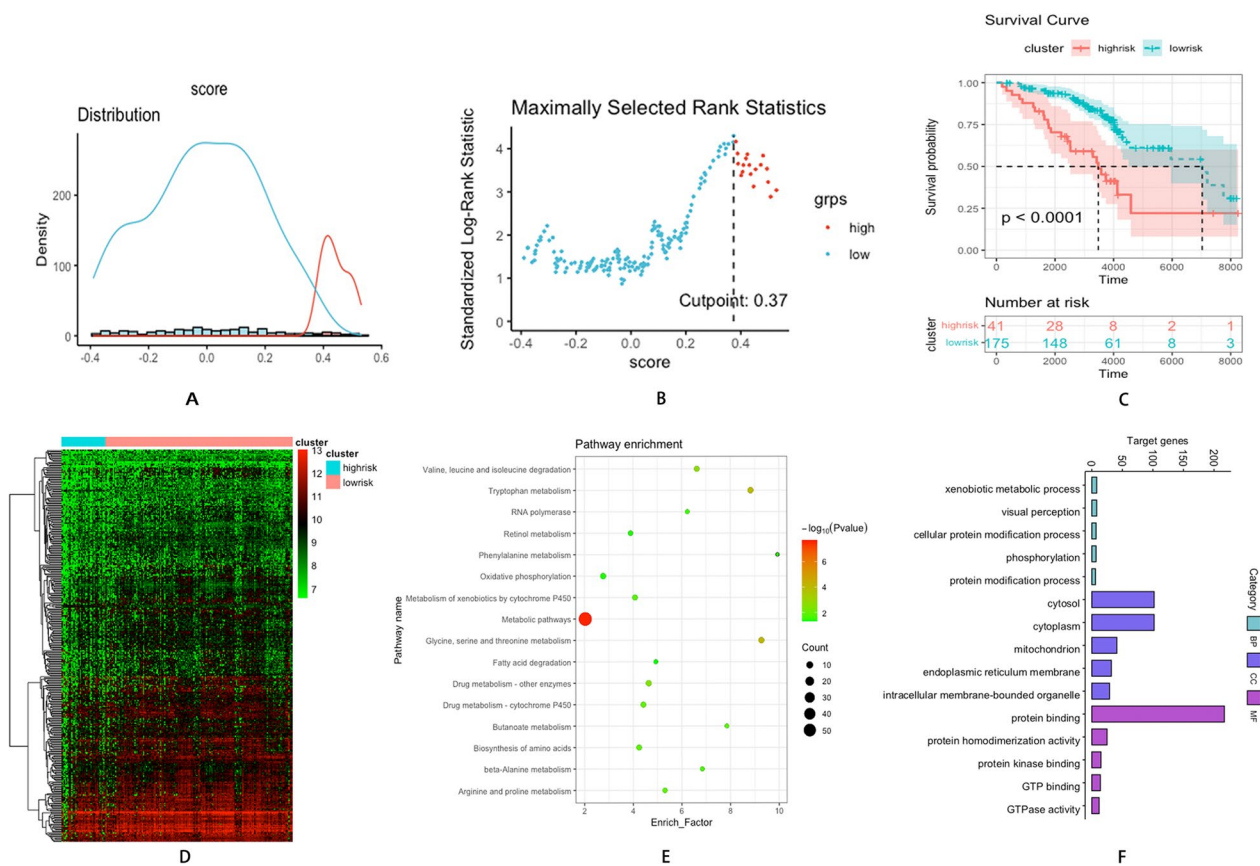 score
Distribution
Density
200
100
0
-0.4 -0.2 0.0 0.2 0.4 0.6
A
Maximally Selected Rank Statistics
Standardized Log-Rank Statistic
4
3
2
1
0
grps
high
low
Cutpoint: 0.37
-0.4 -0.2 0.0 0.2 0.4
score
B
Survival Curve
cluster highrisk lowrisk
Survival probability
1.00
0.75
0.50
0.25
0.00
p < 0.0001
0 2000 4000 6000 8000
Time
Number at risk
cluster
highrisk 41 28 8 2 1
lowrisk 175 148 61 8 3
0 2000 4000 6000 8000
Time
C
cluster
13
12
11
10
9
8
7
cluster
highrisk
lowrisk
D
Pathway enrichment
Pathway name
Valine, leucine and isoleucine degradation
Tryptophan metabolism
RNA polymerase
Retinol metabolism
Phenylalanine metabolism
Oxidative phosphorylation
Metabolism of xenobiotics by cytochrome P450
Metabolic pathways
Glycine, serine and threonine metabolism
Fatty acid degradation
Drug metabolism - other enzymes
Drug metabolism - cytochrome P450
Butanoate metabolism
Biosynthesis of amino acids
beta-Alanine metabolism
Arginine and proline metabolism
2 4 6 8 10
Enrich_Factor
−log₁₀(Pvalue)
6
4
2
Count
10
20
30
40
50
E
Target genes
0 50 100 150 200
xenobiotic metabolic process
visual perception
cellular protein modification process
phosphorylation
protein modification process
cytosol
cytoplasm
mitochondrion
endoplasmic reticulum membrane
intracellular membrane-bounded organelle
protein binding
protein homodimerization activity
protein kinase binding
GTP binding
GTPase activity
Category
BP
CC
MF
F